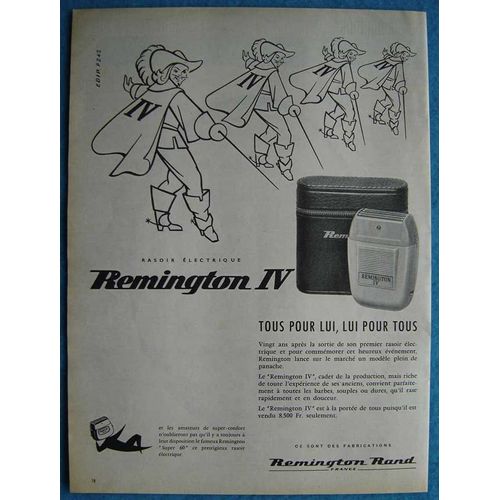 IV
IV
IV
IV
Remington
REMINGTON
IV
RASOIR ÉLECTRIQUE
Remington IV
TOUS POUR LUI, LUI POUR TOUS
Vingt ans après la sortie de son premier rasoir élec-
trique et pour commémorer cet heureux événement,
Remington lance sur le marché un modèle plein de
panache.
Le "Remington IV", cadet de la production, mais riche
de toute l'expérience de ses anciens, convient parfaite-
ment à toutes les barbes, souples ou dures, qu'il rase
rapidement et en douceur.
Le "Remington IV" est à la portée de tous puisqu'il est
vendu 8.500 Fr. seulement.
et les amateurs de super-confort
n'oublieront pas qu'il y a toujours à
leur disposition le fameux Remington
"Super 60" ce prestigieux rasoir
électrique
CE SONT DES FABRICATIONS
Remington Rand
FRANCE
78